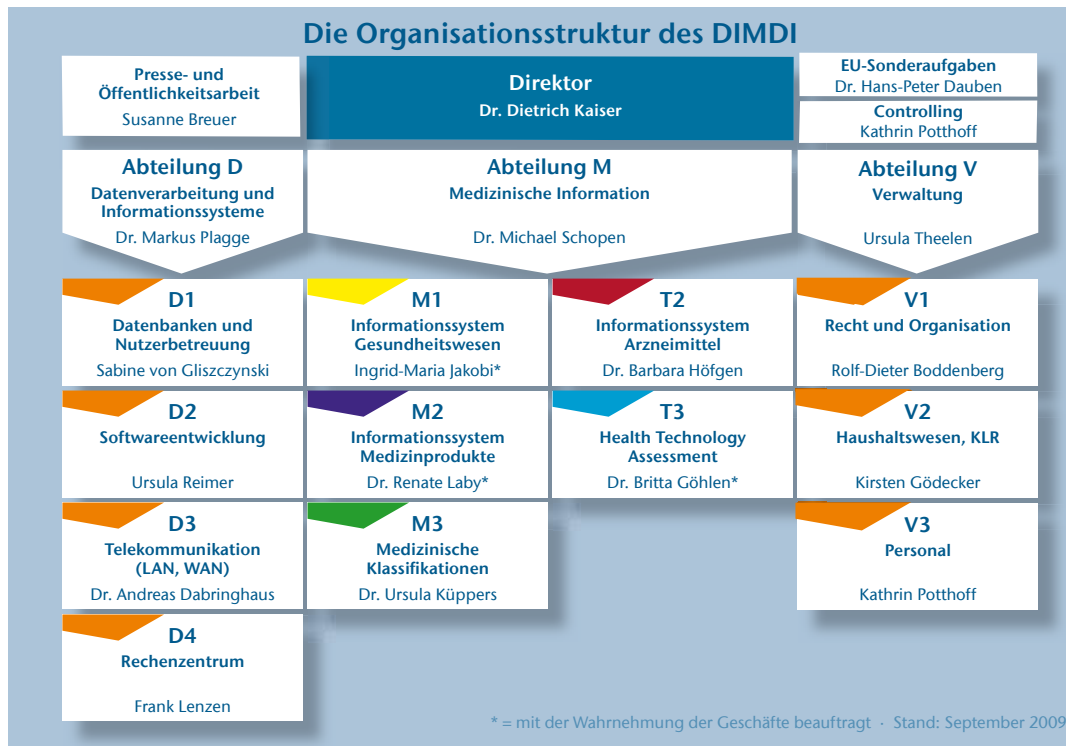 Die Organisationsstruktur des DIMDI
Presse- und
Öffentlichkeitsarbeit
Susanne Breuer
Direktor
Dr. Dietrich Kaiser
EU-Sonderaufgaben
Dr. Hans-Peter Dauben
Controlling
Kathrin Potthoff
Abteilung D
Datenverarbeitung und
Informationssysteme
Dr. Markus Plagge
Abteilung M
Medizinische Information
Dr. Michael Schopen
Abteilung V
Verwaltung
Ursula Theelen
D1
Datenbanken und
Nutzerbetreuung
Sabine von Gliszczynski
M1
Informationssystem
Gesundheitswesen
Ingrid-Maria Jakobi*
T2
Informationssystem
Arzneimittel
Dr. Barbara Höfgen
V1
Recht und Organisation
Rolf-Dieter Boddenberg
D2
Softwareentwicklung
Ursula Reimer
M2
Informationssystem
Medizinprodukte
Dr. Renate Laby*
T3
Health Technology
Assessment
Dr. Britta Göhlen*
V2
Haushaltswesen, KLR
Kirsten Gödecker
D3
Telekommunikation
(LAN, WAN)
Dr. Andreas Dabringhaus
M3
Medizinische
Klassifikationen
Dr. Ursula Küppers
V3
Personal
Kathrin Potthoff
D4
Rechenzentrum
Frank Lenzen
* = mit der Wahrnehmung der Geschäfte beauftragt · Stand: September 2009